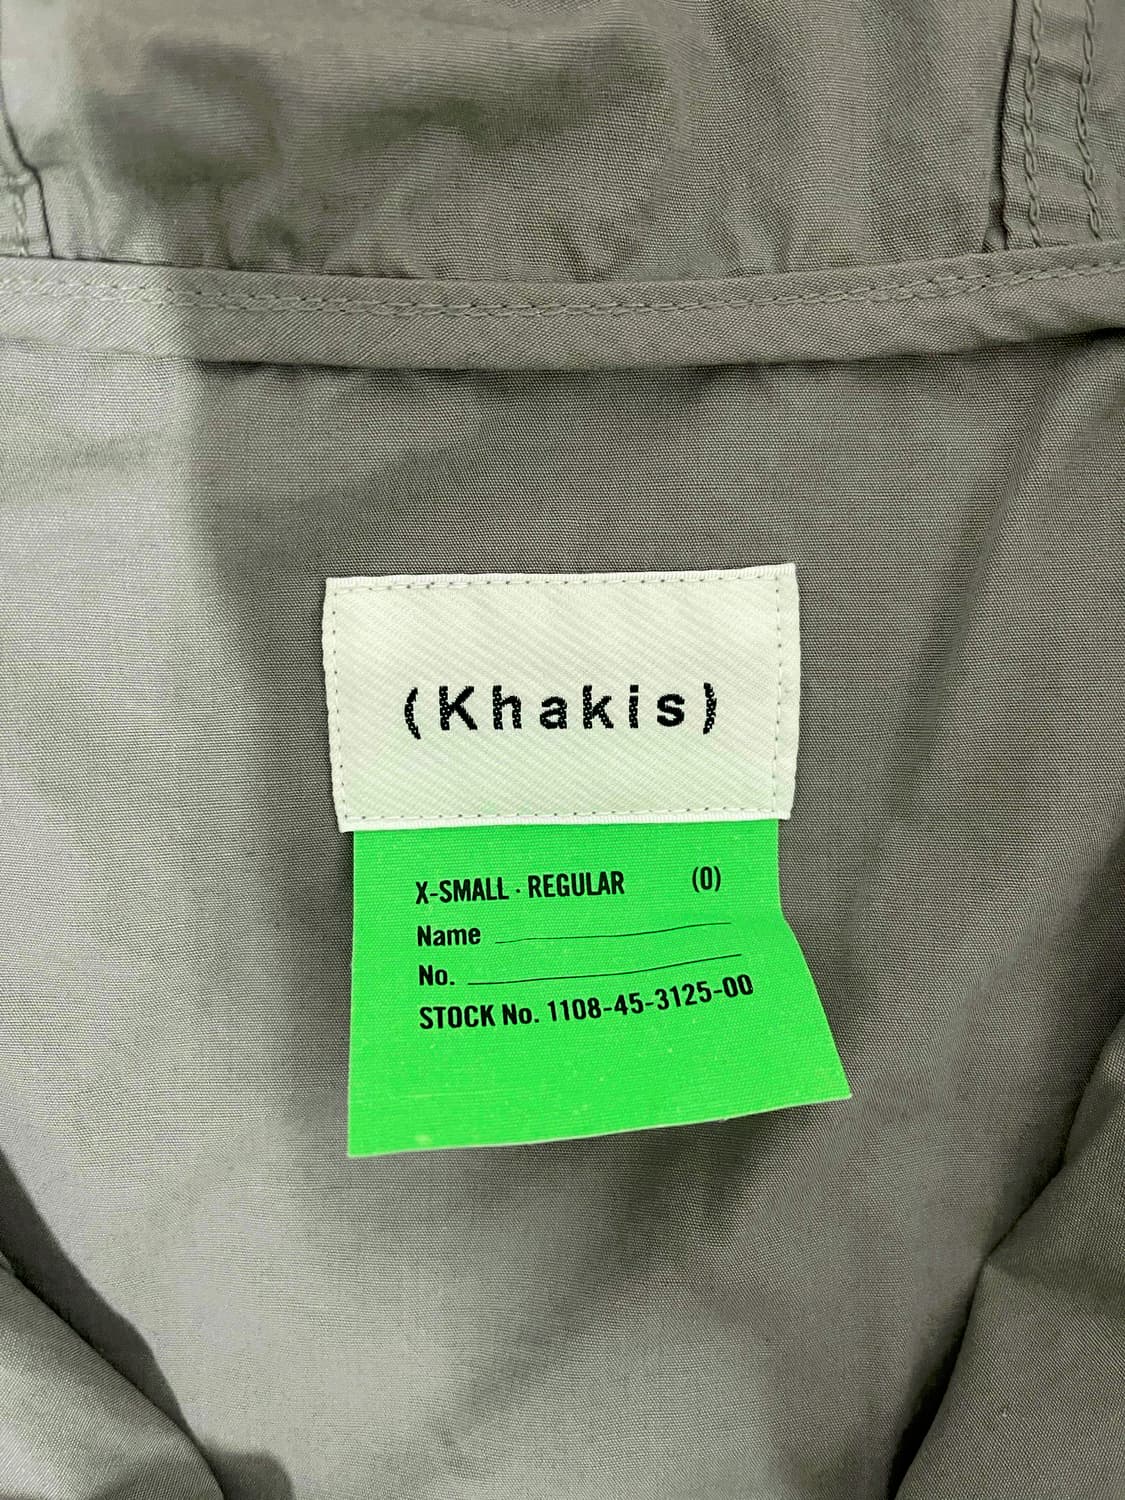 (Khakis)
X-SMALL · REGULAR (0)
Name
No.
STOCK No. 1108-45-3125-00